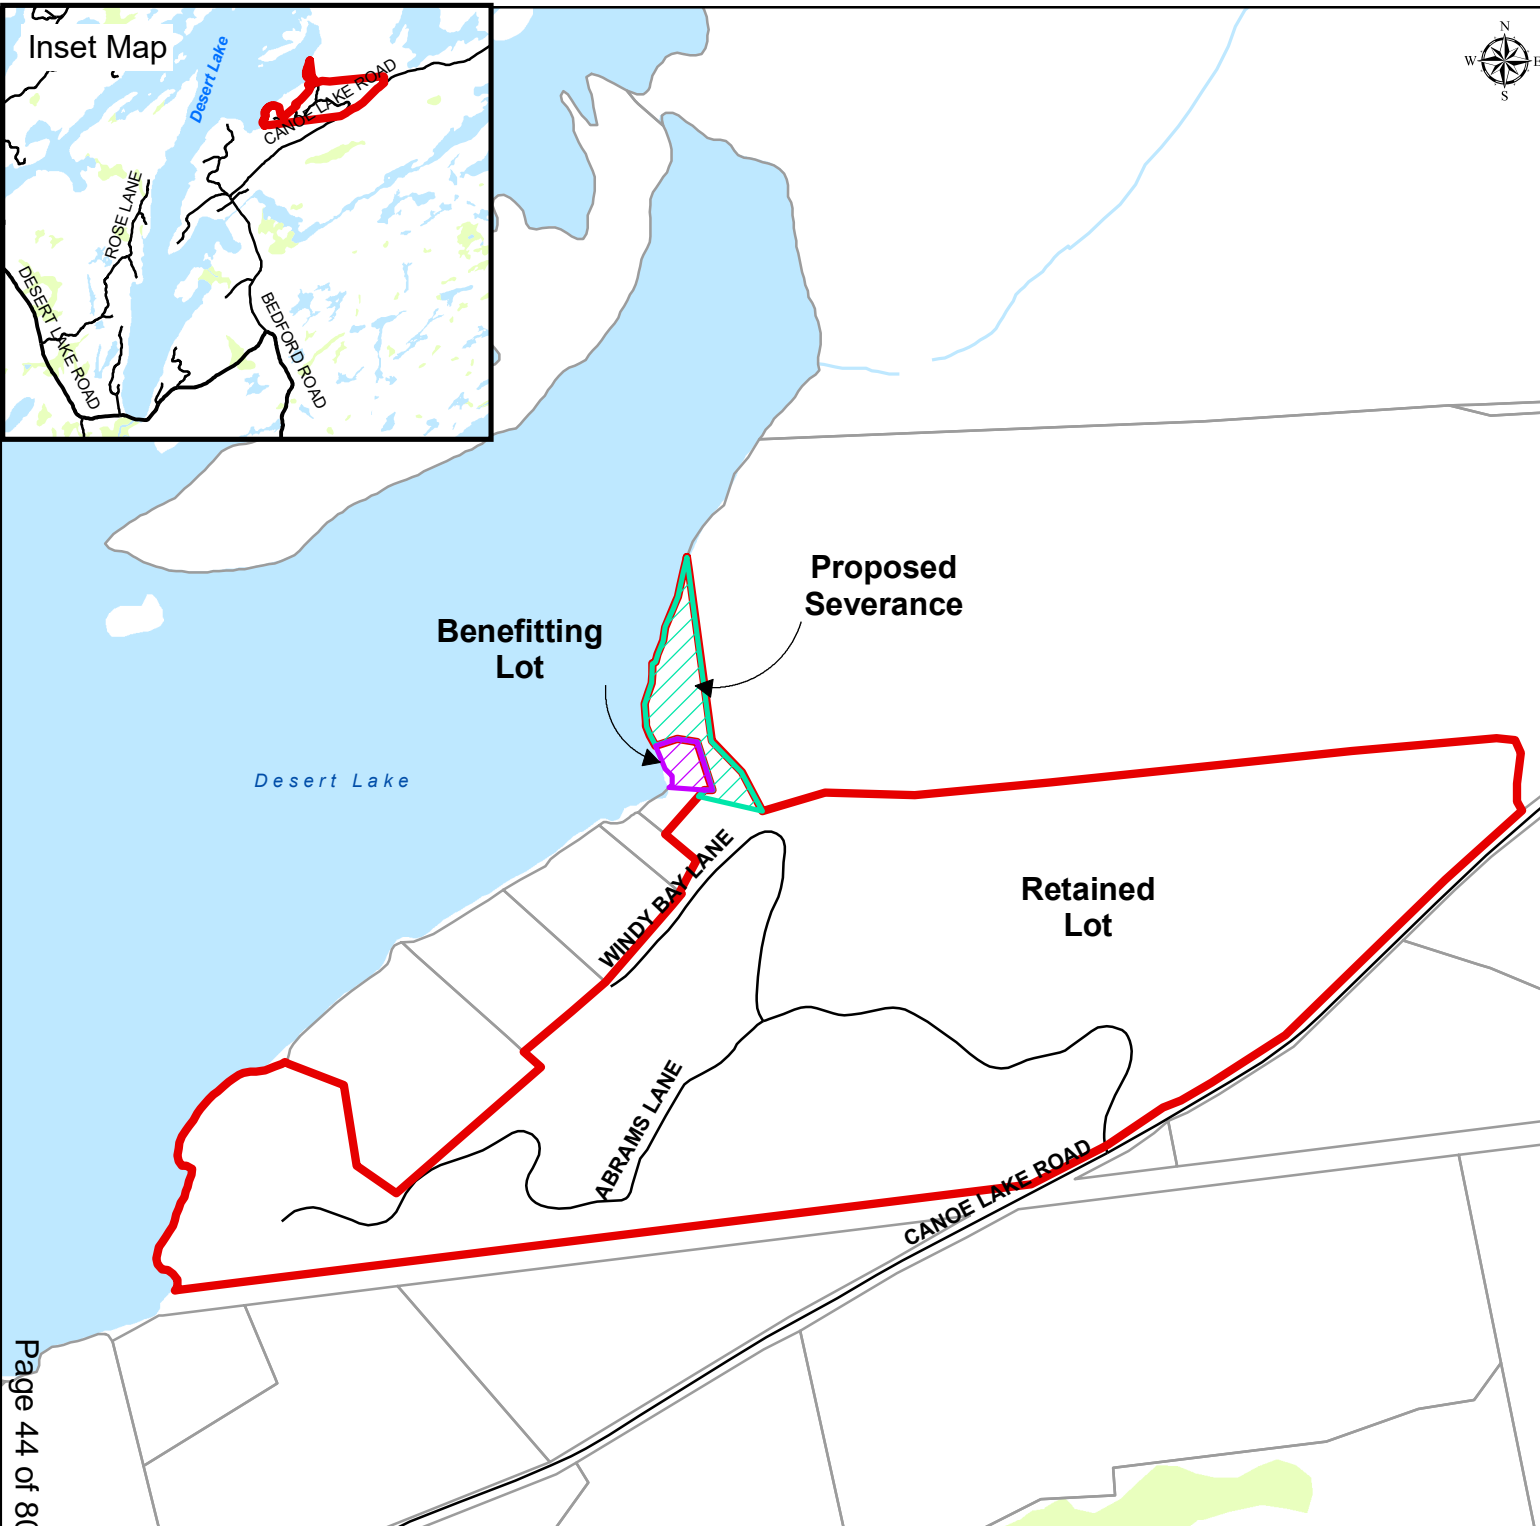 Inset Map
Desert Lake
CANOE LAKE ROAD
ROSE LANE
DESERT LAKE ROAD
BEDFORD ROAD
N
W
E
S
Proposed
Severance
Benefitting
Lot
Desert Lake
WINDY BAY LANE
Retained
Lot
ABRAMS LANE
CANOE LAKE ROAD
Page 44 of